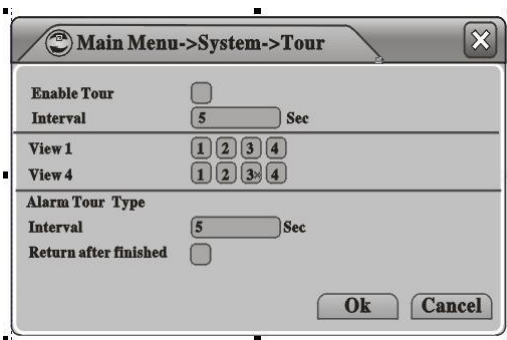 Main Menu->System->Tour
Enable Tour
Interval 5 Sec
View 1 1 2 3 4
View 4 1 2 3× 4
Alarm Tour Type
Interval 5 Sec
Return after finished
Ok Cancel